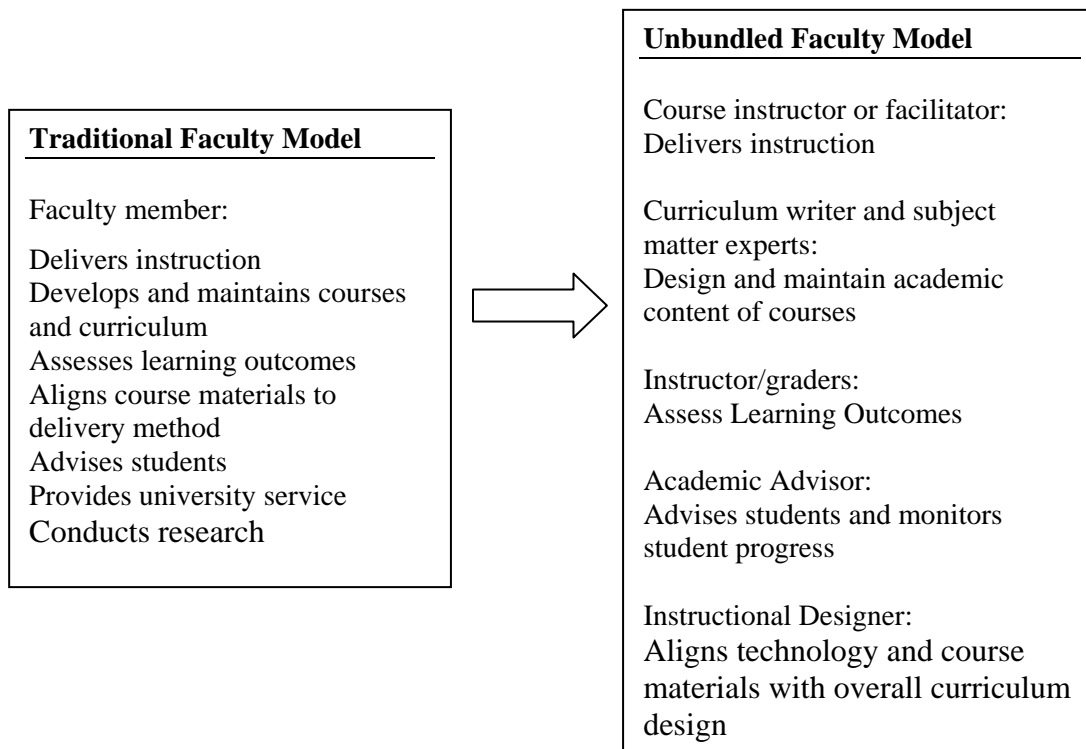 Traditional Faculty Model
Faculty member:
Delivers instruction
Develops and maintains courses
and curriculum
Assesses learning outcomes
Aligns course materials to
delivery method
Advises students
Provides university service
Conducts research
Unbundled Faculty Model
Course instructor or facilitator:
Delivers instruction
Curriculum writer and subject
matter experts:
Design and maintain academic
content of courses
Instructor/graders:
Assess Learning Outcomes
Academic Advisor:
Advises students and monitors
student progress
Instructional Designer:
Aligns technology and course
materials with overall curriculum
design